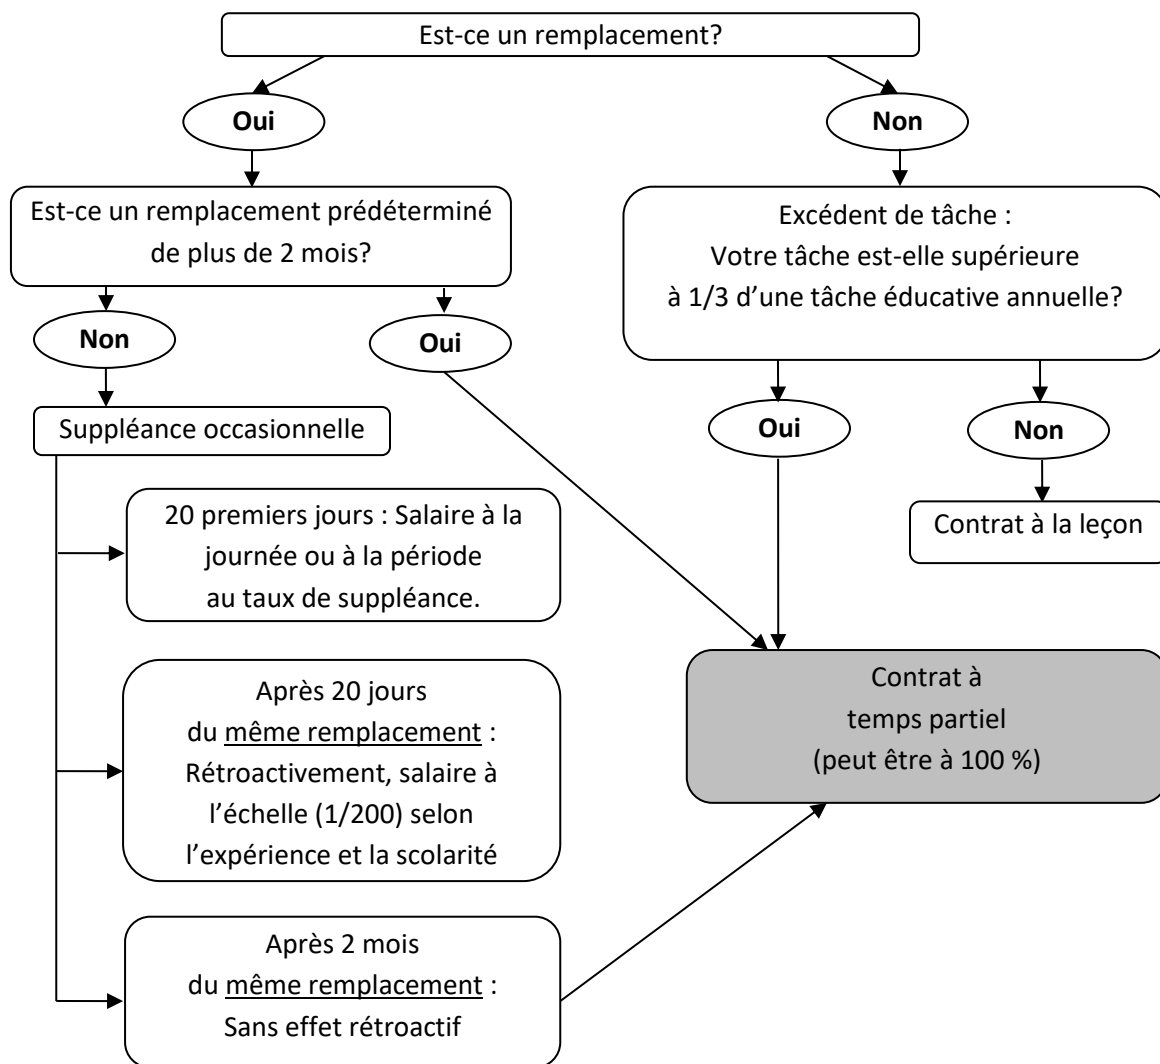 Est-ce un remplacement?
Oui
Non
Est-ce un remplacement prédéterminé
de plus de 2 mois?
Excédent de tâche :
Votre tâche est-elle supérieure
à 1/3 d’une tâche éducative annuelle?
Non
Oui
Oui
Non
Suppléance occasionnelle
Contrat à la leçon
20 premiers jours : Salaire à la
journée ou à la période
au taux de suppléance.
Après 20 jours
du même remplacement :
Rétroactivement, salaire à
l’échelle (1/200) selon
l’expérience et la scolarité
Contrat à
temps partiel
(peut être à 100 %)
Après 2 mois
du même remplacement :
Sans effet rétroactif